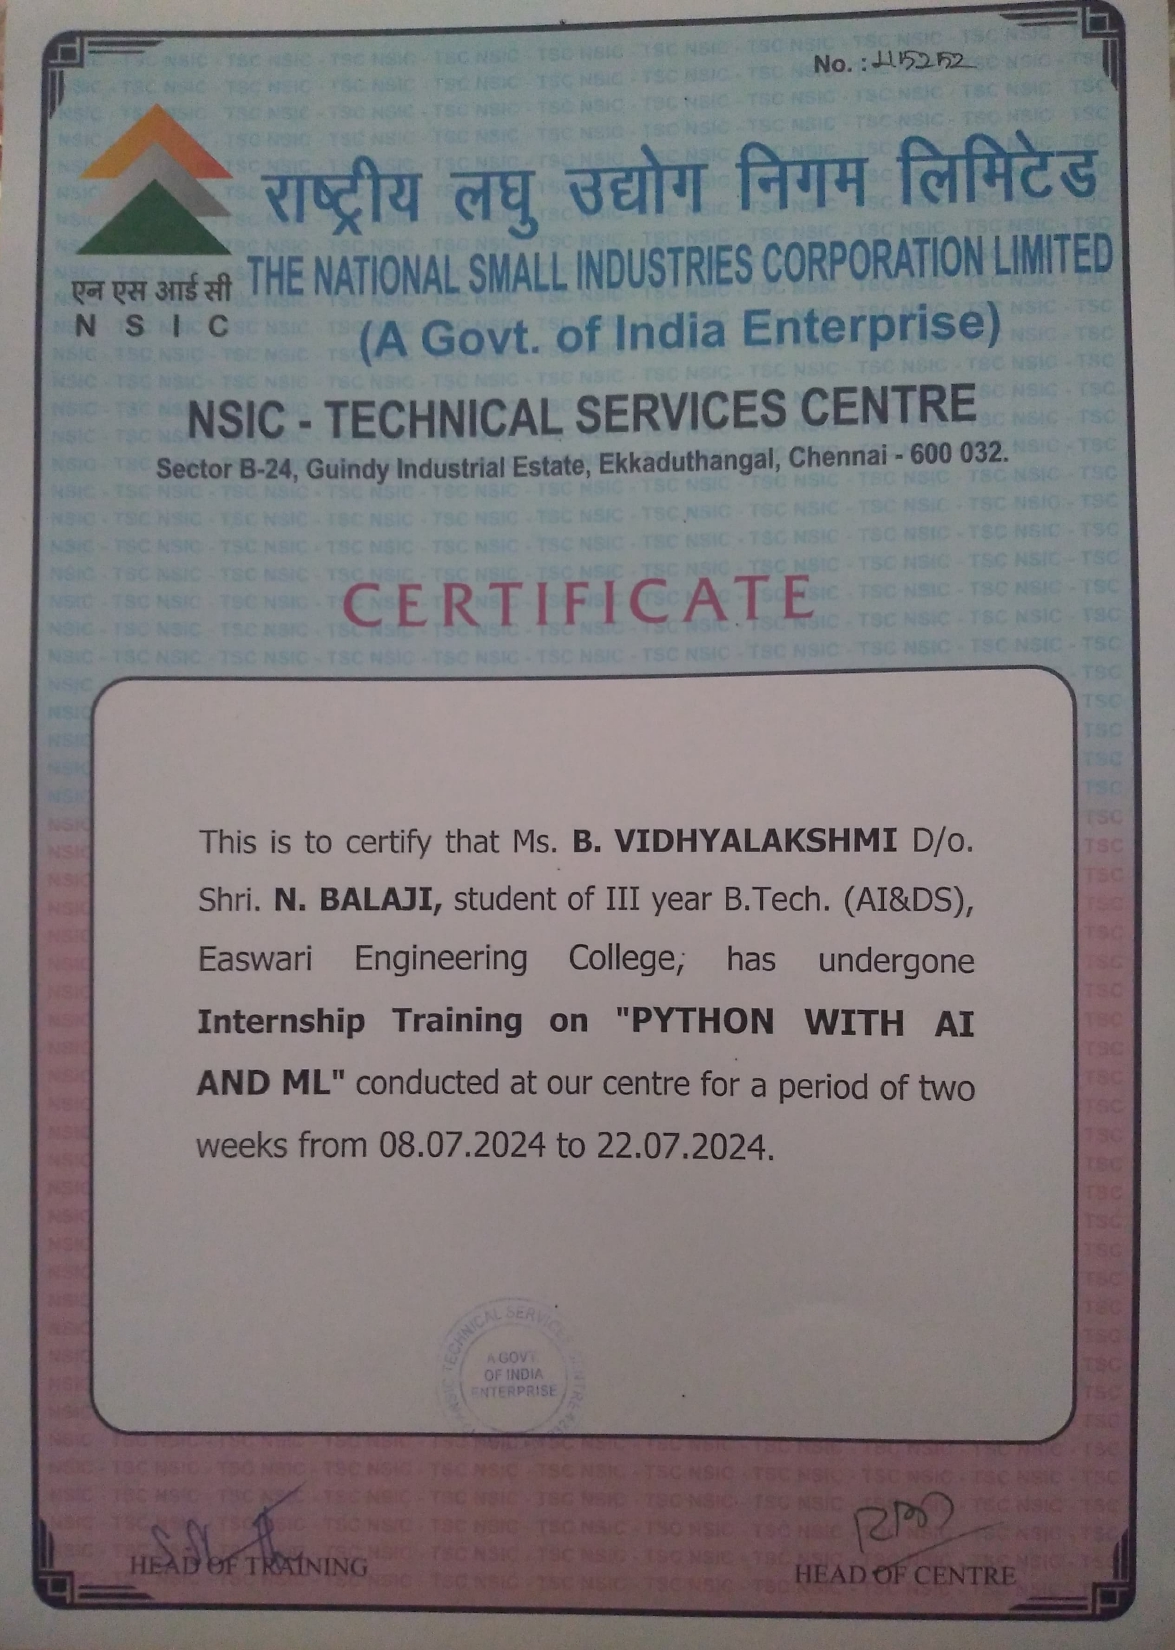 No. : 415252
राष्ट्रीय लघु उद्योग निगम लिमिटेड
THE NATIONAL SMALL INDUSTRIES CORPORATION LIMITED
एन एस आई सी
N S I C
(A Govt. of India Enterprise)
NSIC - TECHNICAL SERVICES CENTRE
Sector B-24, Guindy Industrial Estate, Ekkaduthangal, Chennai - 600 032.
CERTIFICATE
This is to certify that Ms. B. VIDHYALAKSHMI D/o.
Shri. N. BALAJI, student of III year B.Tech. (AI&DS),
Easwari Engineering College, has undergone
Internship Training on "PYTHON WITH AI
AND ML" conducted at our centre for a period of two
weeks from 08.07.2024 to 22.07.2024.
NSIC TECHNICAL SERVICES CENTRE
A GOVT
OF INDIA
ENTERPRISE
HEAD OF TRAINING
HEAD OF CENTRE